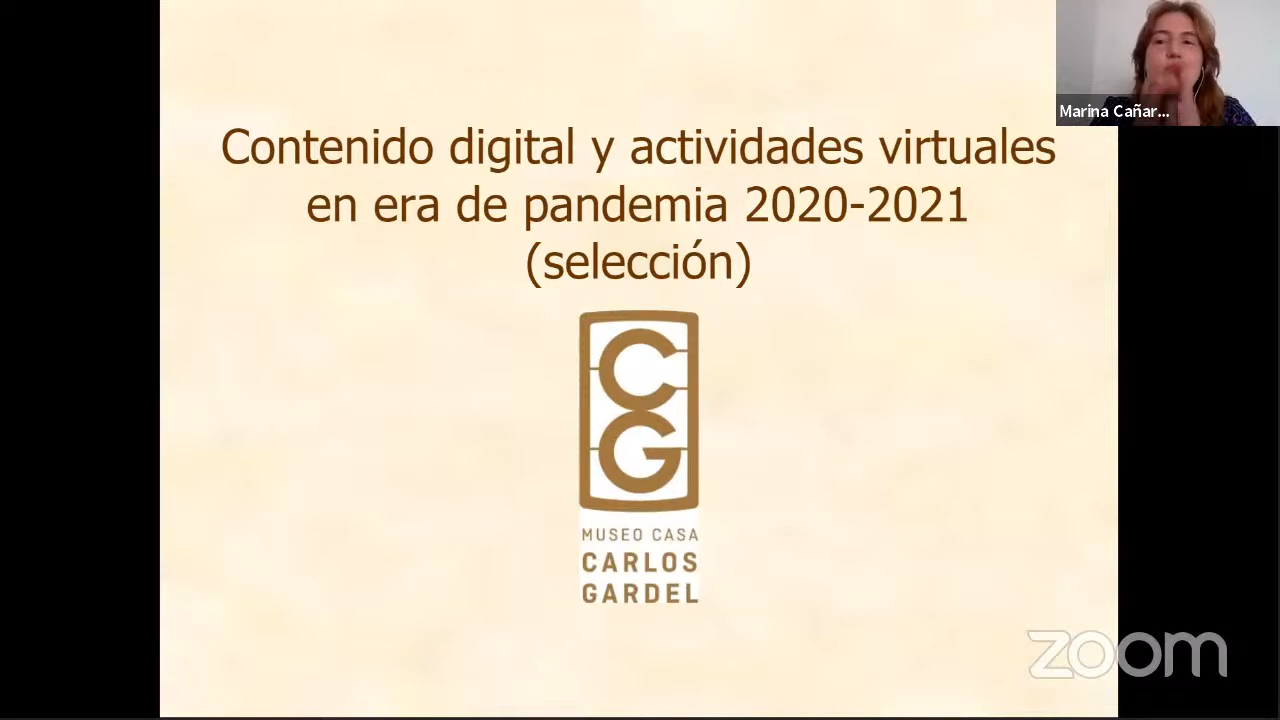 Marina Cañar...
Contenido digital y actividades virtuales
en era de pandemia 2020-2021
(selección)
CG
MUSEO CASA
CARLOS
GARDEL
zoom